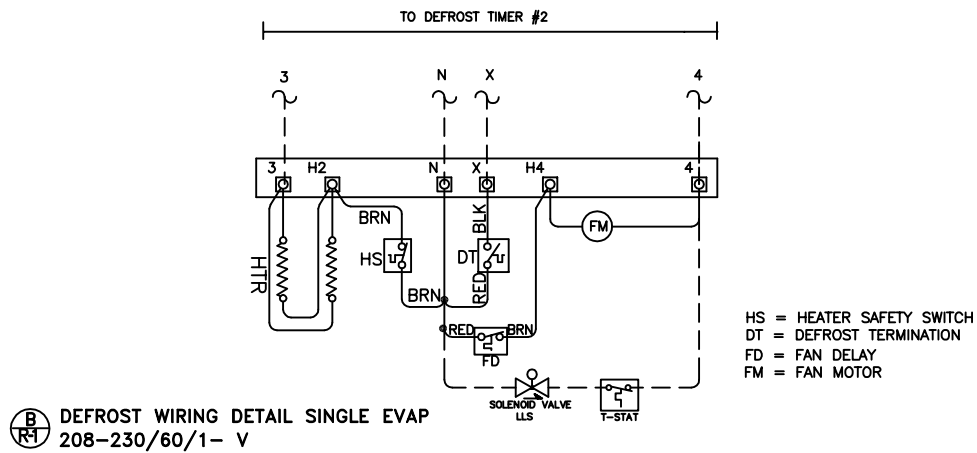 TO DEFROST TIMER #2
3 N X 4
3 H2 N X H4 4
BRN
BLK
FM
HTR
HS
DT
BRN
RED
RED
BRN
FD
HS = HEATER SAFETY SWITCH
DT = DEFROST TERMINATION
FD = FAN DELAY
FM = FAN MOTOR
SOLENOID VALVE
LLS
T-STAT
B
R-1
DEFROST WIRING DETAIL SINGLE EVAP
208-230/60/1- V